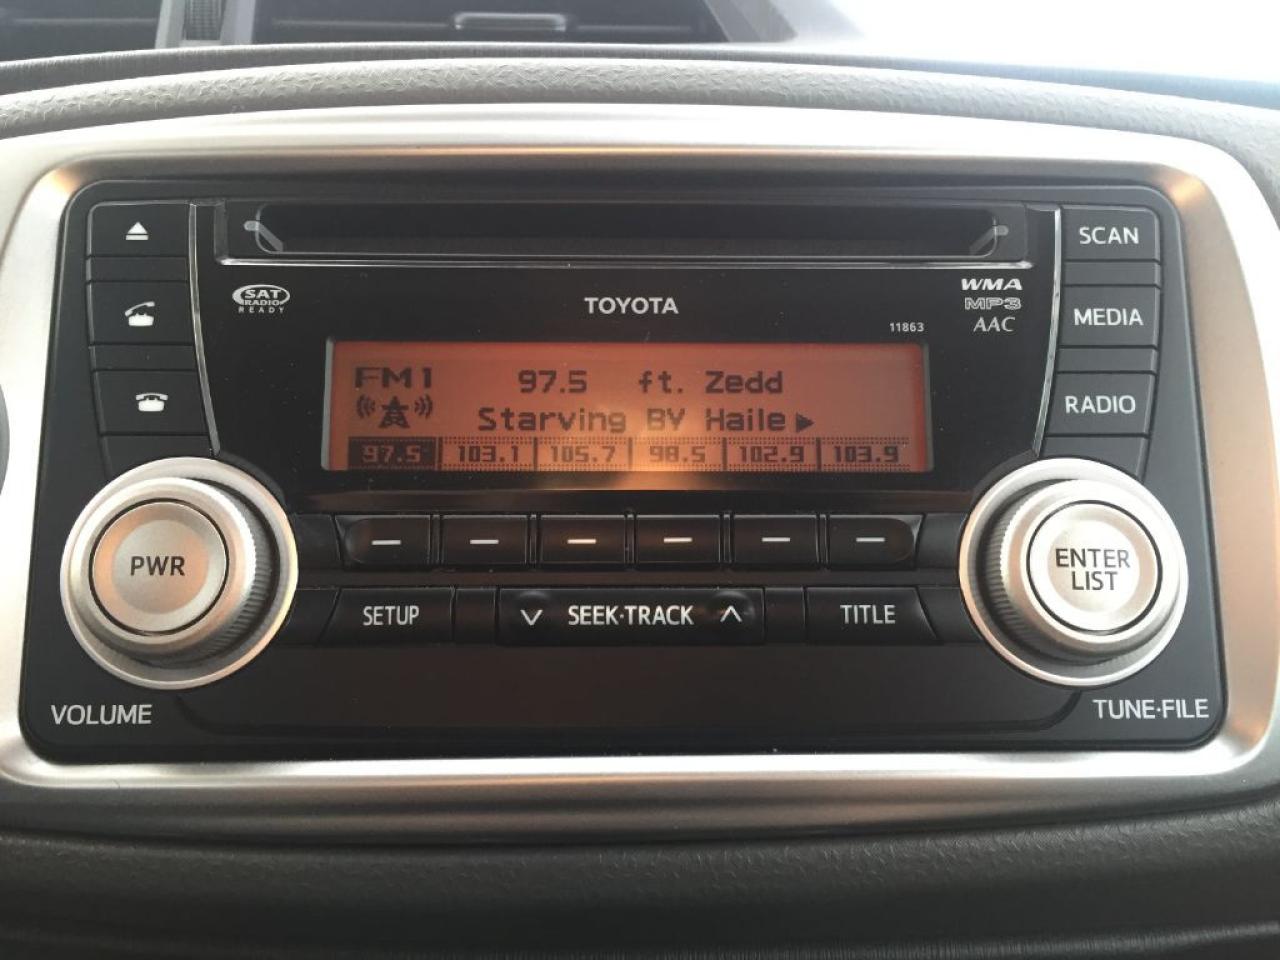 SCAN
SAT
RADIO
READY
TOYOTA
WMA
MP3
AAC
11863
MEDIA
FM1 97.5 ft. Zedd
Starving BY Haile
RADIO
97.5 103.1 105.7 98.5 102.9 103.9
PWR
ENTER
LIST
SETUP
SEEK·TRACK
TITLE
VOLUME
TUNE·FILE